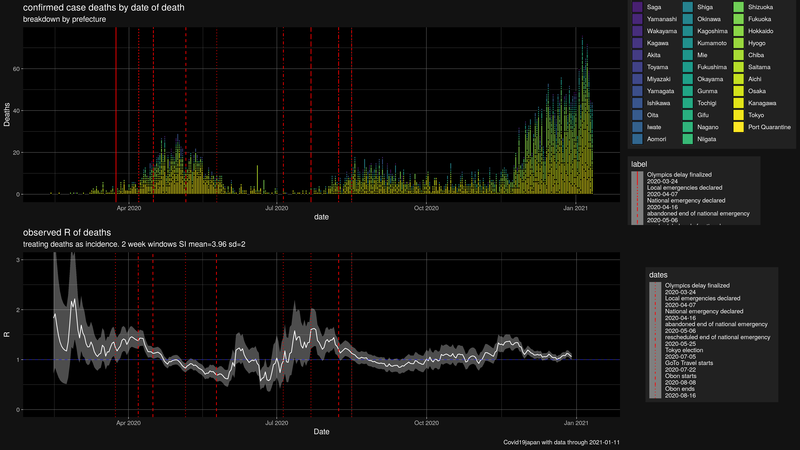 confirmed case deaths by date of death
breakdown by prefecture
Deaths
60
40
20
0
Apr 2020
Jul 2020
Oct 2020
Jan 2021
date
Saga
Yamanashi
Wakayama
Kagawa
Akita
Toyama
Miyazaki
Yamagata
Ishikawa
Oita
Iwate
Aomori
Shiga
Okinawa
Kagoshima
Kumamoto
Mie
Fukushima
Okayama
Gunma
Tochigi
Gifu
Nagano
Niigata
Shizuoka
Fukuoka
Hokkaido
Hyogo
Chiba
Saitama
Aichi
Osaka
Kanagawa
Tokyo
Port Quarantine
label
Olympics delay finalized
2020-03-24
Local emergencies declared
2020-04-07
National emergency declared
2020-04-16
abandoned end of national emergency
2020-05-06
observed R of deaths
treating deaths as incidence. 2 week windows SI mean=3.96 sd=2
R
3
2
1
0
Apr 2020
Jul 2020
Oct 2020
Jan 2021
Date
dates
Olympics delay finalized
2020-03-24
Local emergencies declared
2020-04-07
National emergency declared
2020-04-16
abandoned end of national emergency
2020-05-06
rescheduled end of national emergency
2020-05-25
Tokyo election
2020-07-05
GoTo Travel starts
2020-07-22
Obon starts
2020-08-08
Obon ends
2020-08-16
Covid19japan with data through 2021-01-11